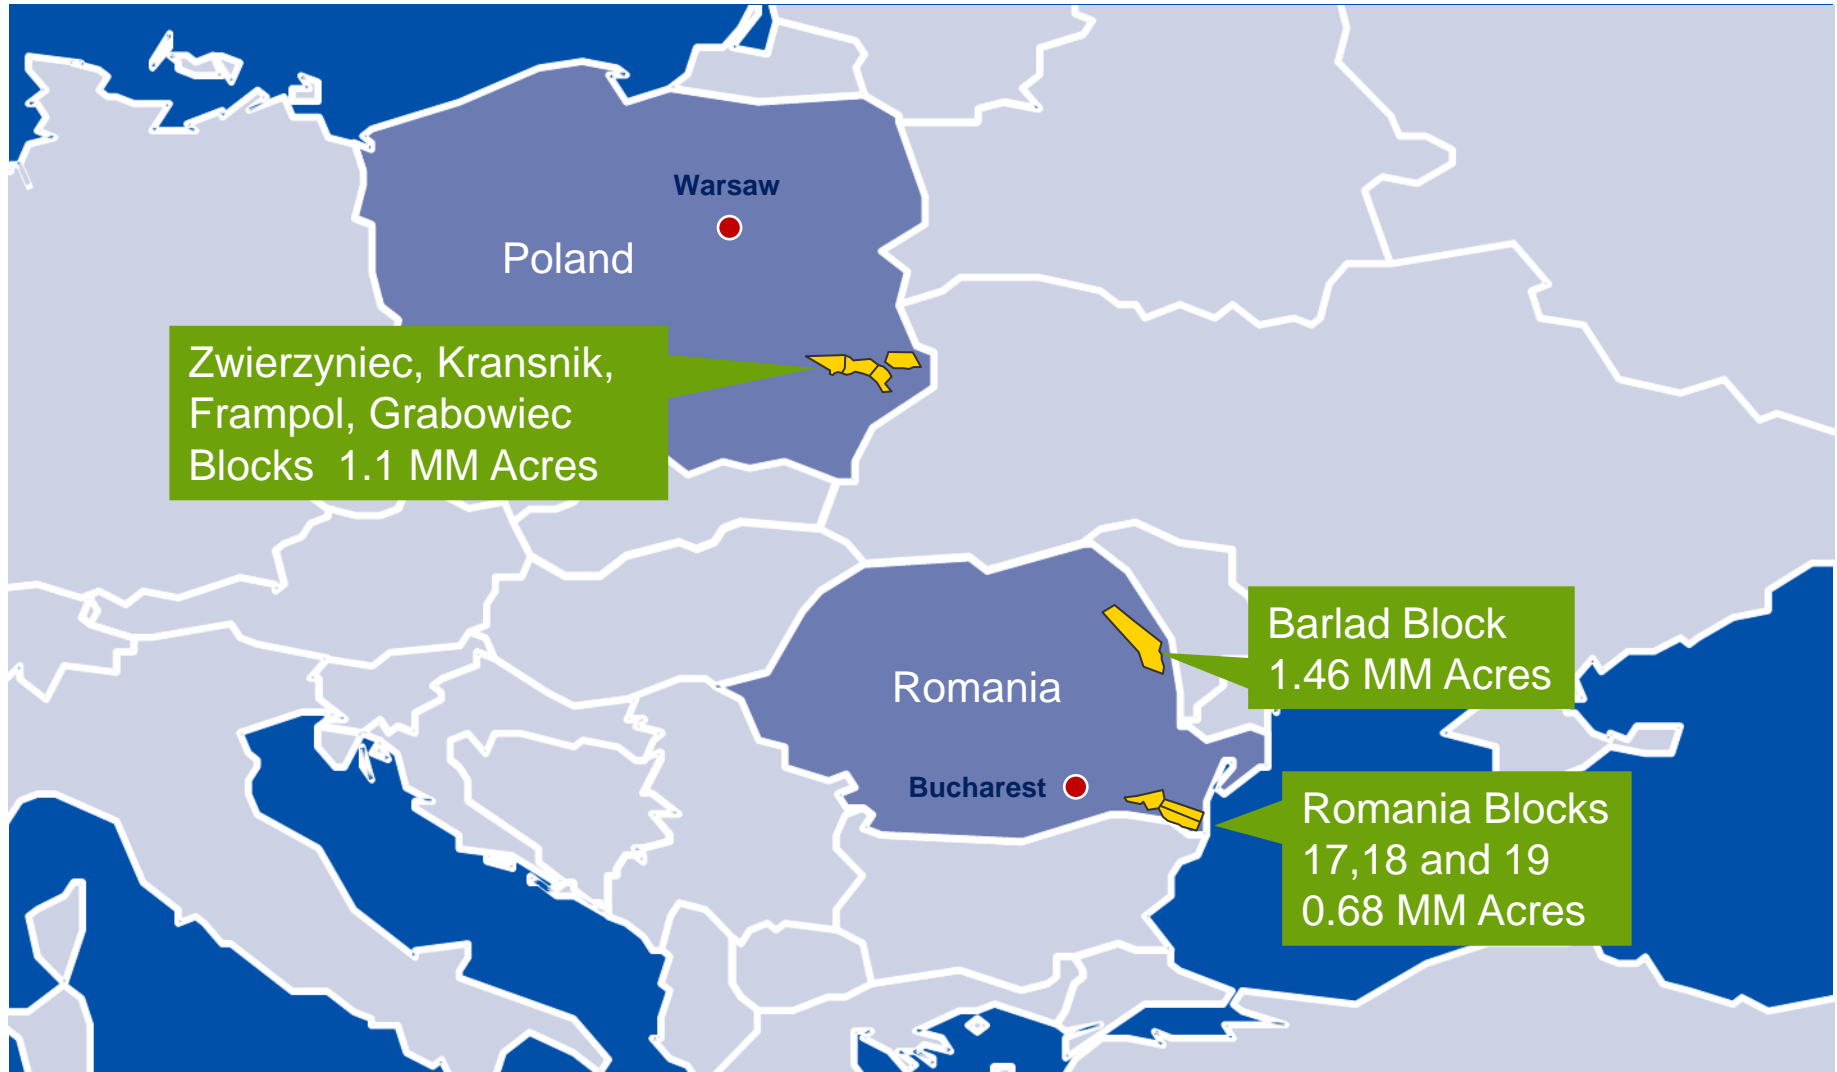 Warsaw
Poland
Zwierzyniec, Kransnik,
Frampol, Grabowiec
Blocks  1.1 MM Acres
Barlad Block
1.46 MM Acres
Romania
Bucharest
Romania Blocks
17,18 and 19
0.68 MM Acres